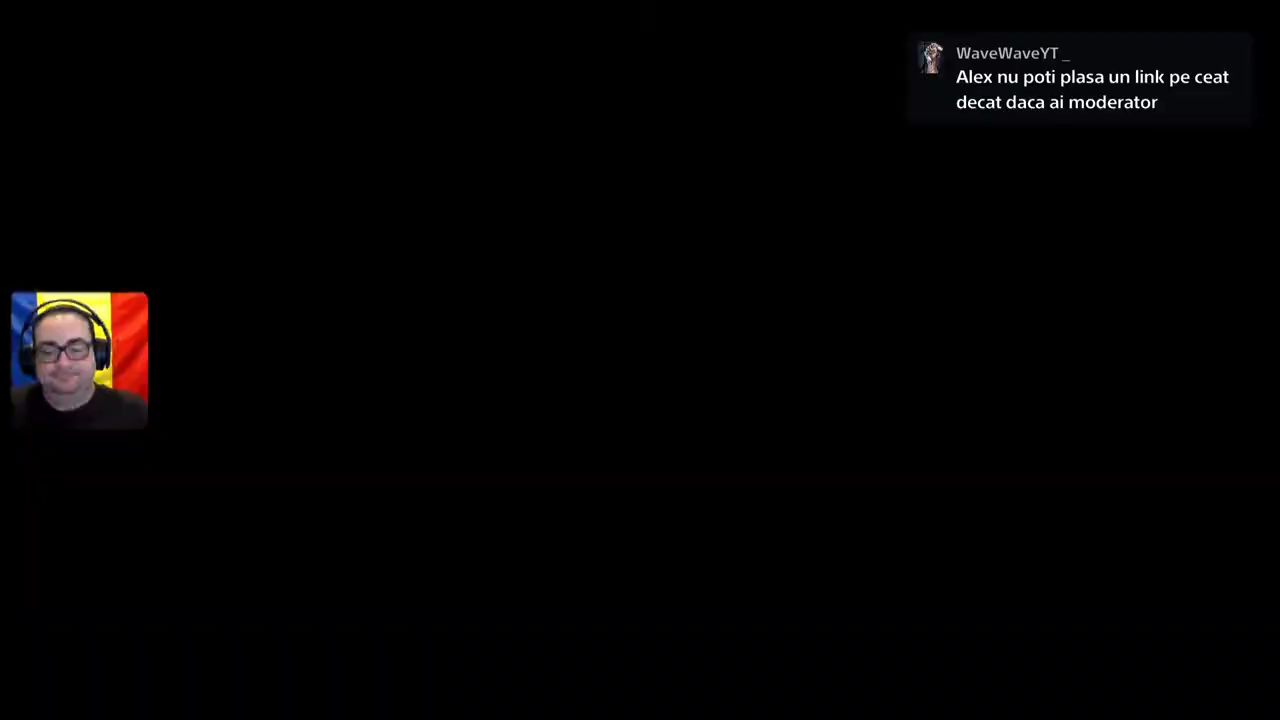 WaveWaveYT _
Alex nu poti plasa un link pe ceat
decat daca ai moderator